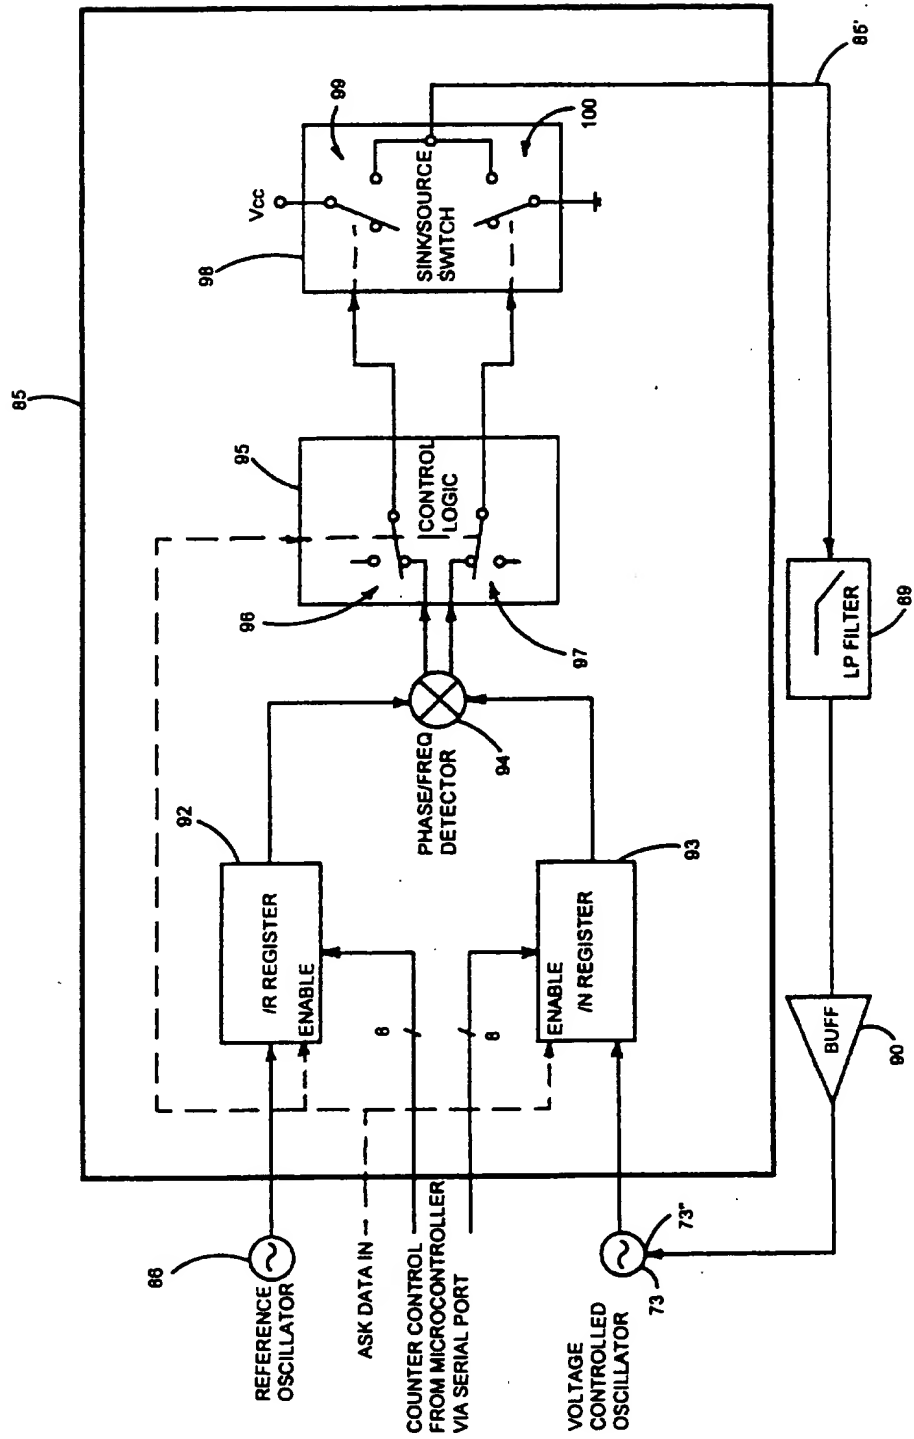 85
66
REFERENCE
OSCILLATOR
92
/R REGISTER
ENABLE
95
96
98
Vcc
99
86'
ASK DATA IN
COUNTER CONTROL
FROM MICROCONTROLLER
VIA SERIAL PORT
8
8
PHASE/FREQ
DETECTOR
94
CONTROL
LOGIC
97
SINK/SOURCE
SWITCH
100
ENABLE
/N REGISTER
93
VOLTAGE
CONTROLLED
OSCILLATOR
73
73"
BUFF
90
LP FILTER
69